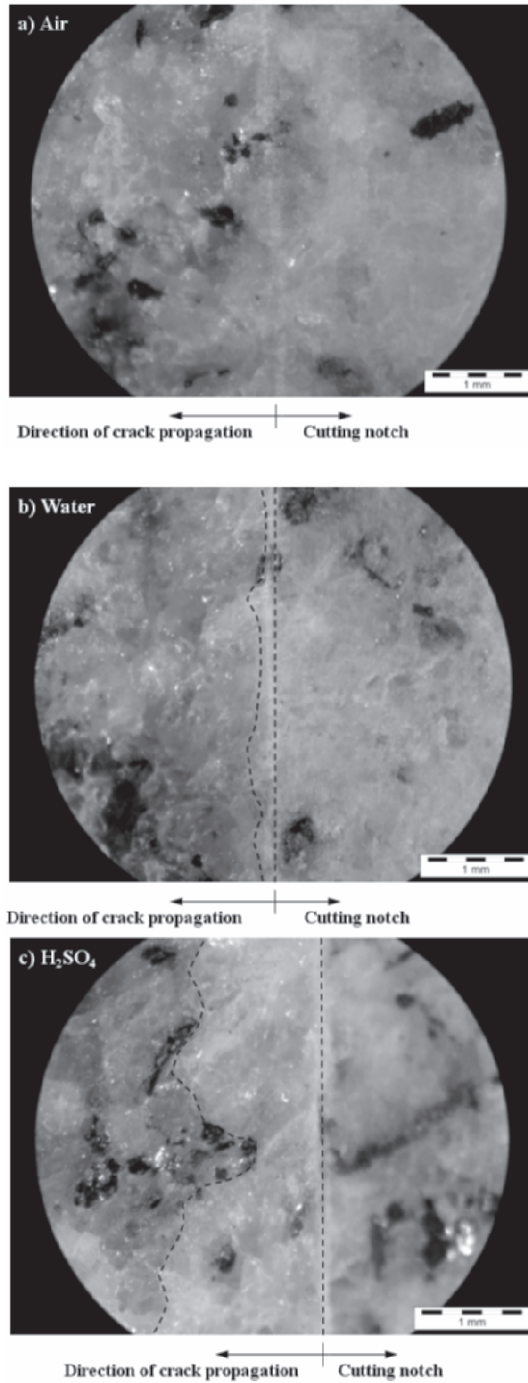 a) Air
1 mm
Direction of crack propagation Cutting notch
b) Water
1 mm
Direction of crack propagation Cutting notch
c) H₂SO₄
1 mm
Direction of crack propagation Cutting notch